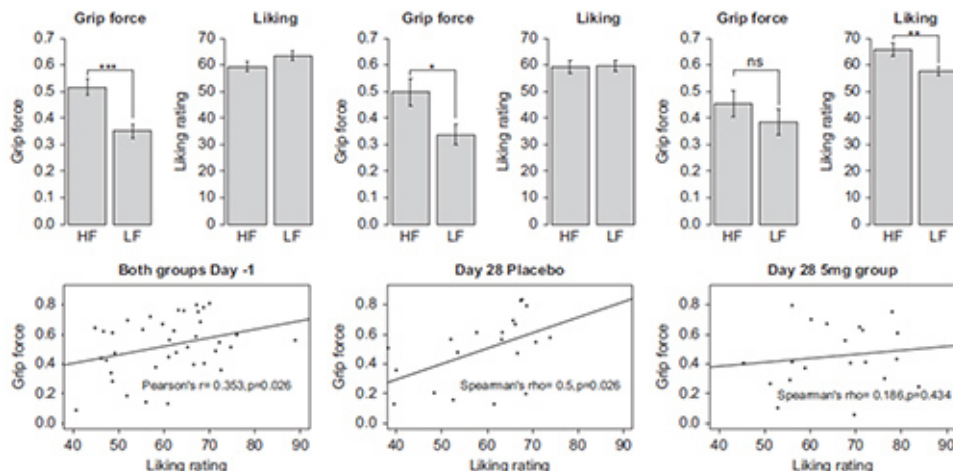 Grip force Liking Grip force Liking Grip force Liking
0.7 70 0.7 70 0.7 70
0.6 60 0.6 60 0.6 60
0.5 50 0.5 50 0.5 50
0.4 40 0.4 40 0.4 40
0.3 30 0.3 30 0.3 30
0.2 20 0.2 20 0.2 20
0.1 10 0.1 10 0.1 10
0.0 0 0.0 0 0.0 0
*** * ns **
Grip force Liking rating Grip force Liking rating Grip force Liking rating
HF LF HF LF HF LF HF LF HF LF HF LF
Both groups Day -1 Day 28 Placebo Day 28 5mg group
0.8 0.8 0.8
0.6 0.6 0.6
0.4 0.4 0.4
0.2 0.2 0.2
0.0 0.0 0.0
Grip force Grip force Grip force
Pearson's r= 0.353,p=0.026 Spearman's rho= 0.5,p=0.026 Spearman's rho= 0.186,p=0.434
40 50 60 70 80 90 40 50 60 70 80 90 40 50 60 70 80 90
Liking rating Liking rating Liking rating